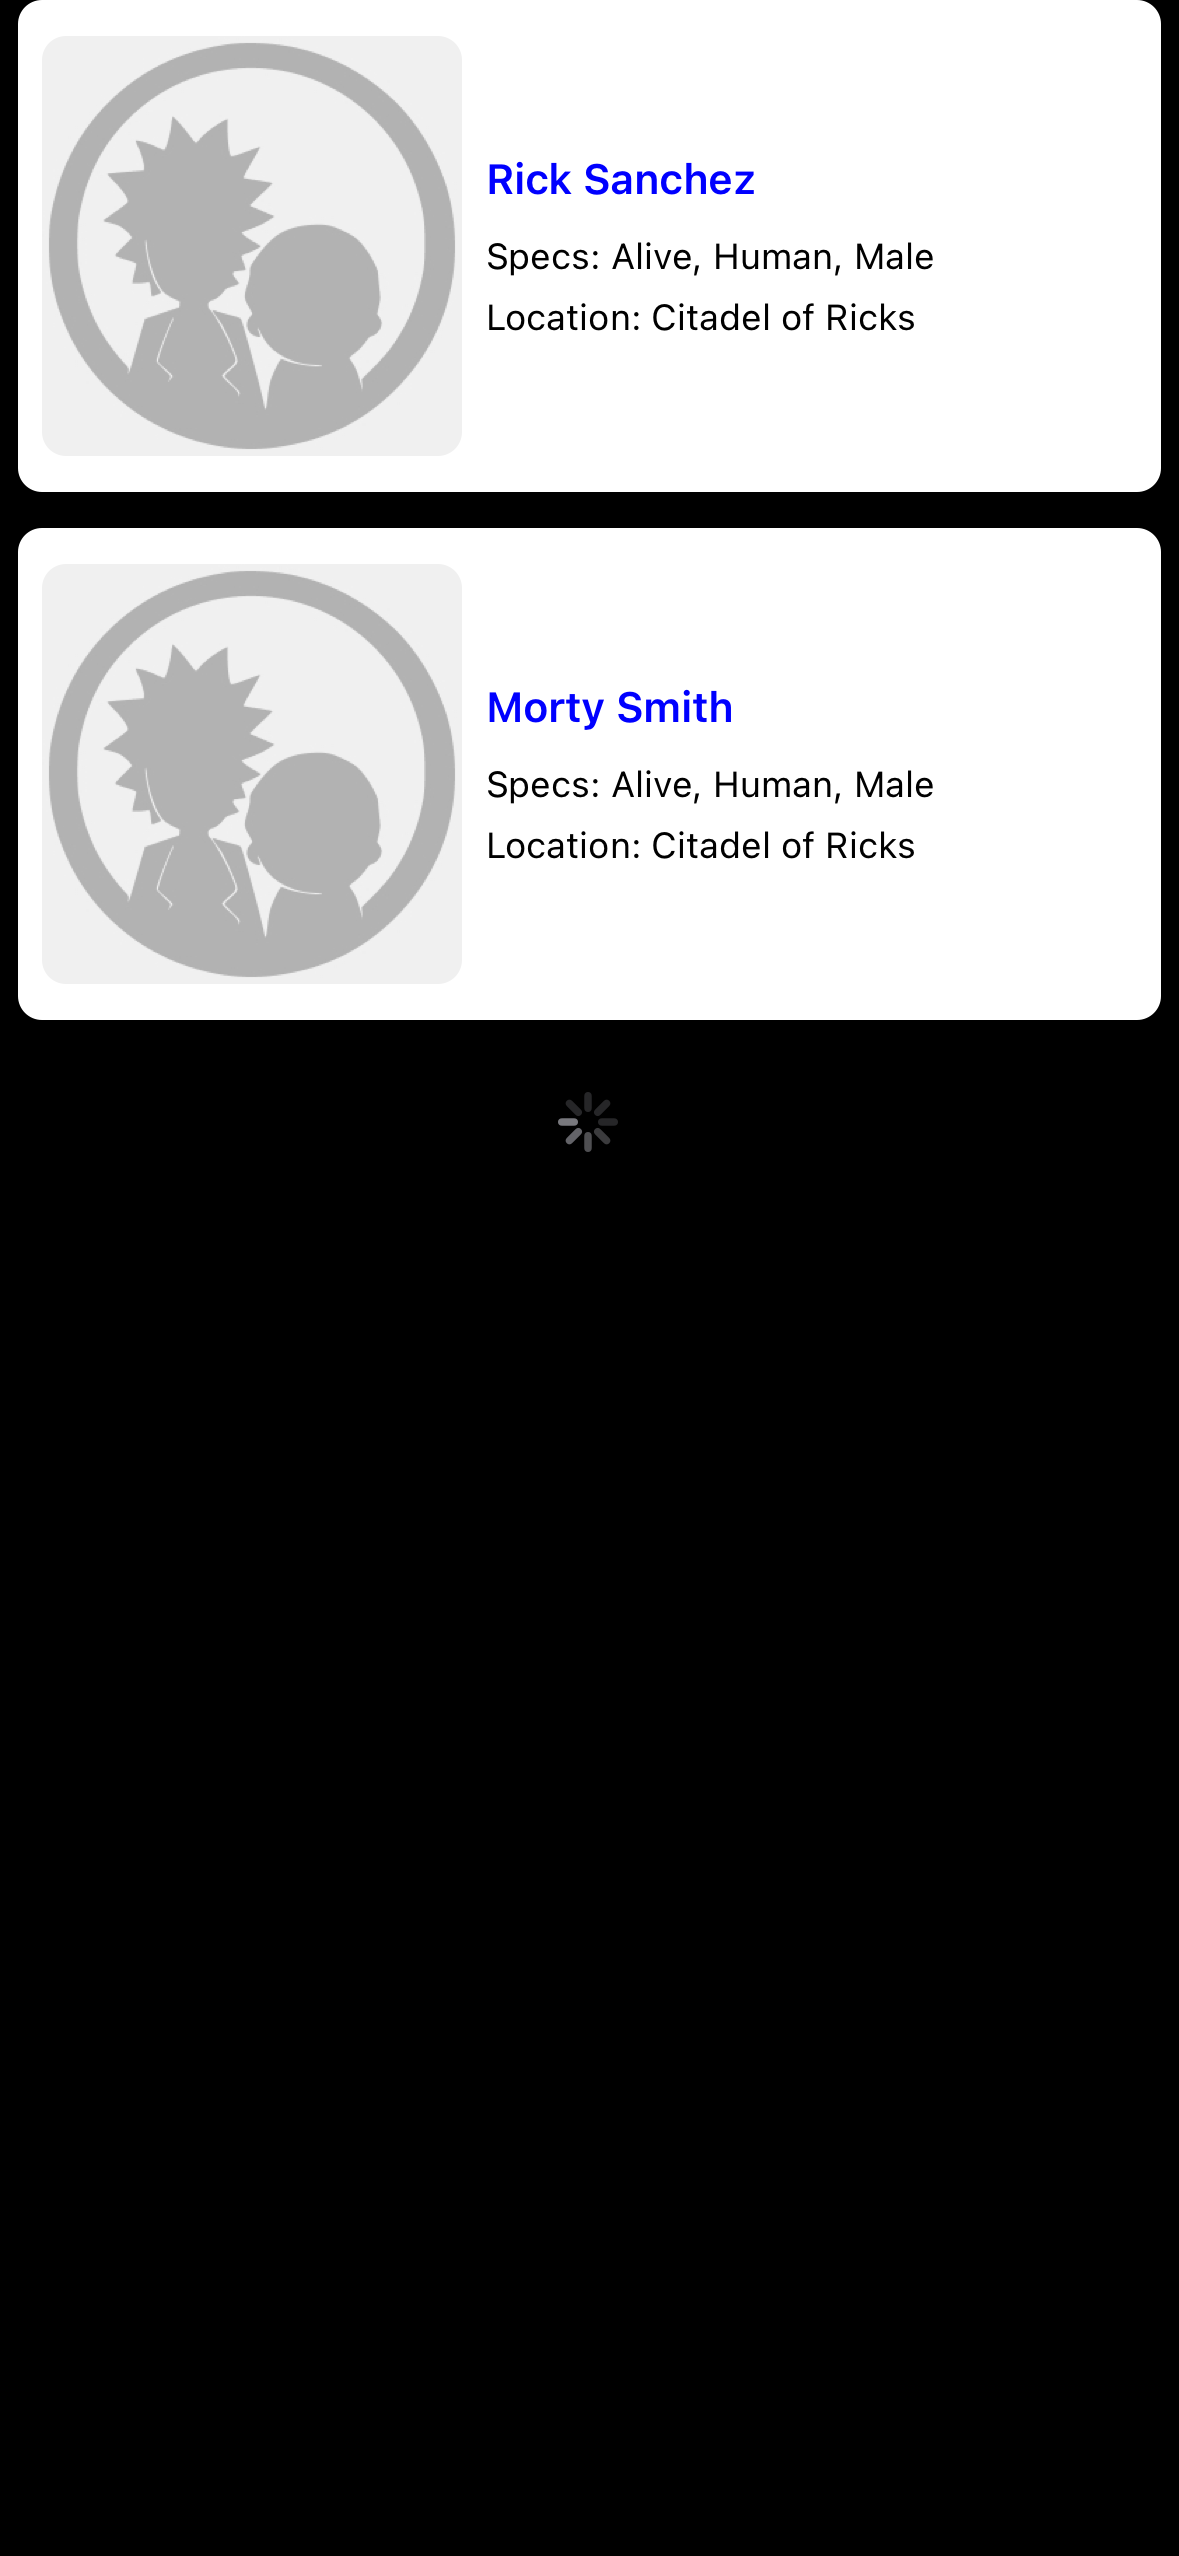 Rick Sanchez
Specs: Alive, Human, Male
Location: Citadel of Ricks
Morty Smith
Specs: Alive, Human, Male
Location: Citadel of Ricks